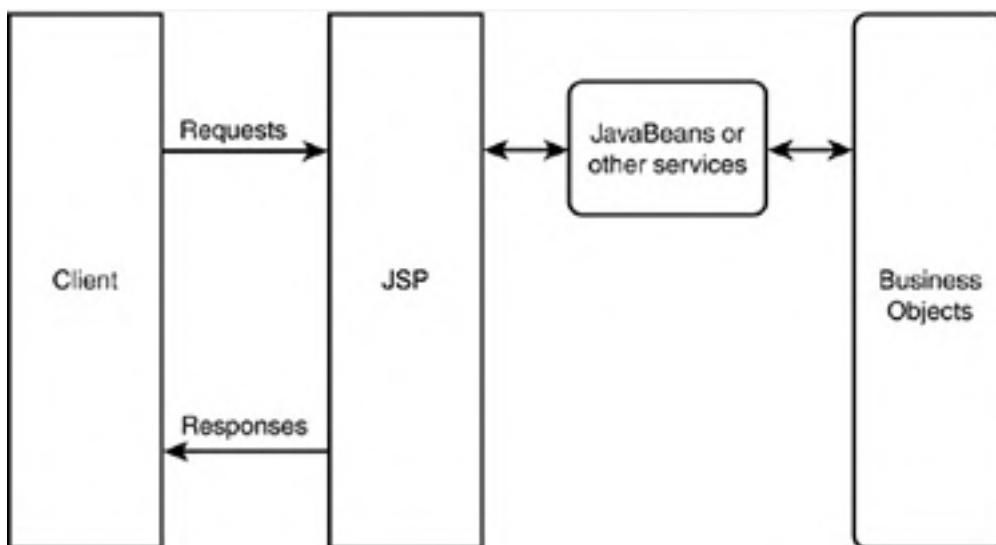 Requests
JavaBeans or
other services
Client
JSP
Business
Objects
Responses